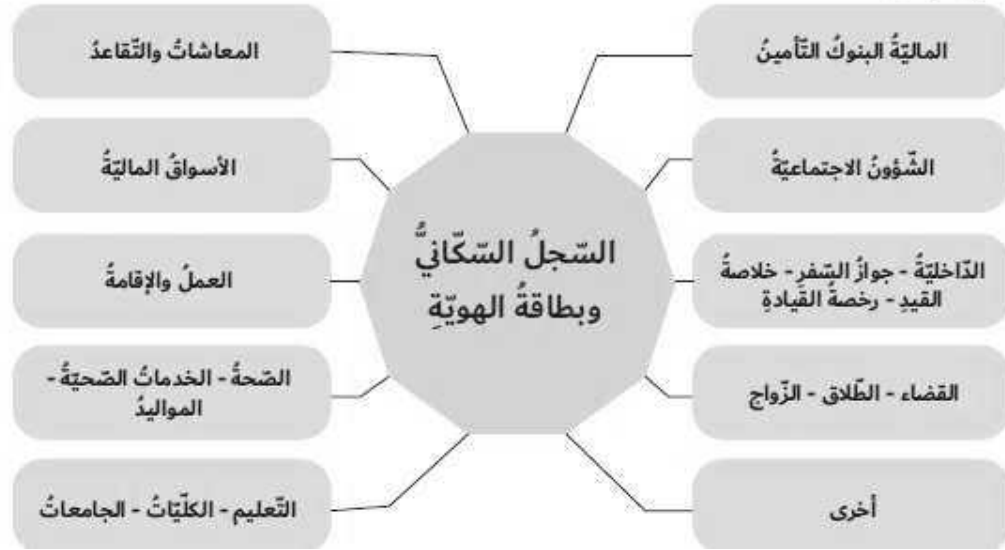 الماليّةُ البنوكُ التّأمينُ
المعاشاتُ والتّقاعدُ
الشّؤونُ الاجتماعيّةُ
الأسواقُ الماليّةُ
السّجلُ السّكّانيُّ
وبطاقةُ الهويّةِ
الدّاخليّةُ - جوازُ السّفرِ - خلاصةُ
القيدِ - رخصةُ القيادةِ
العملُ والإقامةُ
القضاء - الطّلاق - الزّواج
الصّحةُ - الخدماتُ الصّحيّةُ -
المواليدُ
أخرى
التّعليم - الكلّيّاتُ - الجامعاتُ